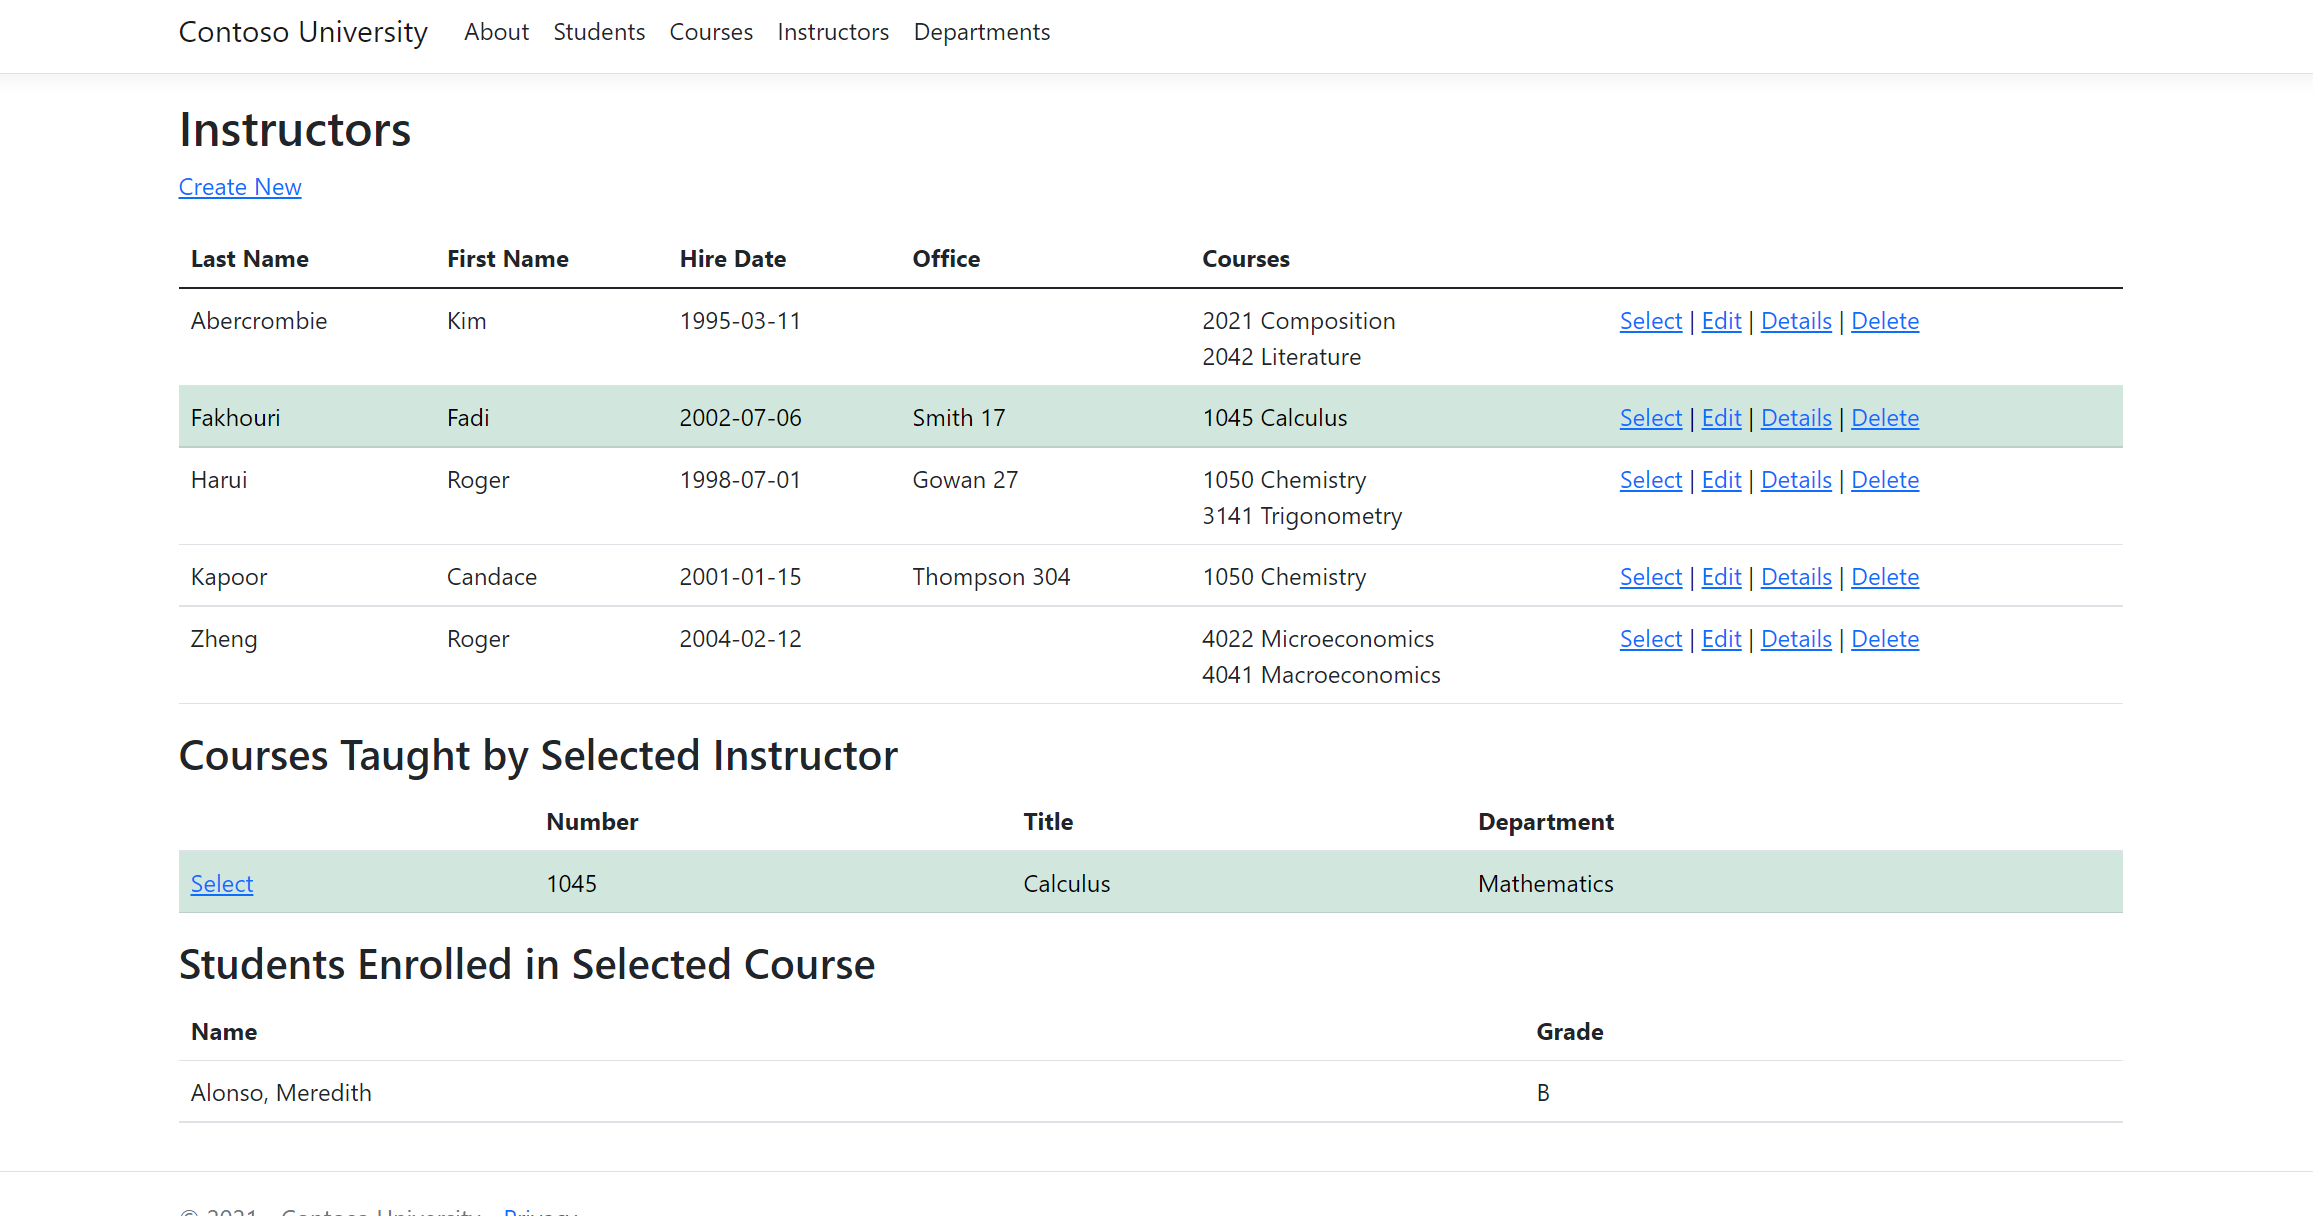 Contoso University About Students Courses Instructors Departments
Instructors
Create New
Last Name First Name Hire Date Office Courses
Abercrombie Kim 1995-03-11 2021 Composition Select | Edit | Details | Delete
2042 Literature
Fakhouri Fadi 2002-07-06 Smith 17 1045 Calculus Select | Edit | Details | Delete
Harui Roger 1998-07-01 Gowan 27 1050 Chemistry Select | Edit | Details | Delete
3141 Trigonometry
Kapoor Candace 2001-01-15 Thompson 304 1050 Chemistry Select | Edit | Details | Delete
Zheng Roger 2004-02-12 4022 Microeconomics Select | Edit | Details | Delete
4041 Macroeconomics
Courses Taught by Selected Instructor
Number Title Department
Select 1045 Calculus Mathematics
Students Enrolled in Selected Course
Name Grade
Alonso, Meredith B
© 2021 - Contoso University - Privacy